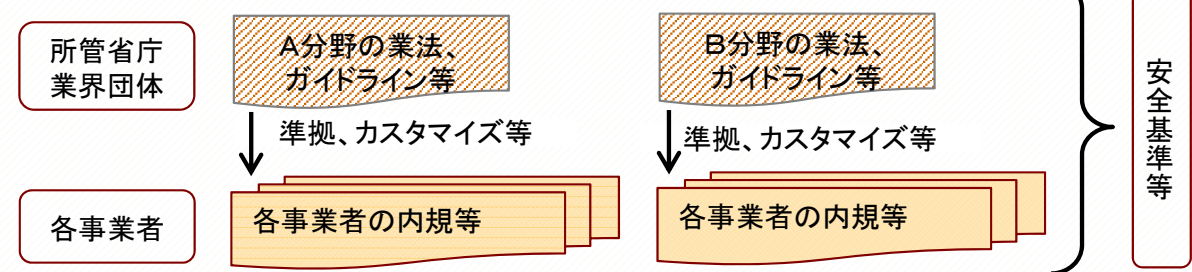 所管省庁
業界団体
A分野の業法、
ガイドライン等
B分野の業法、
ガイドライン等
準拠、カスタマイズ等
準拠、カスタマイズ等
各事業者
各事業者の内規等
各事業者の内規等
安全基準等